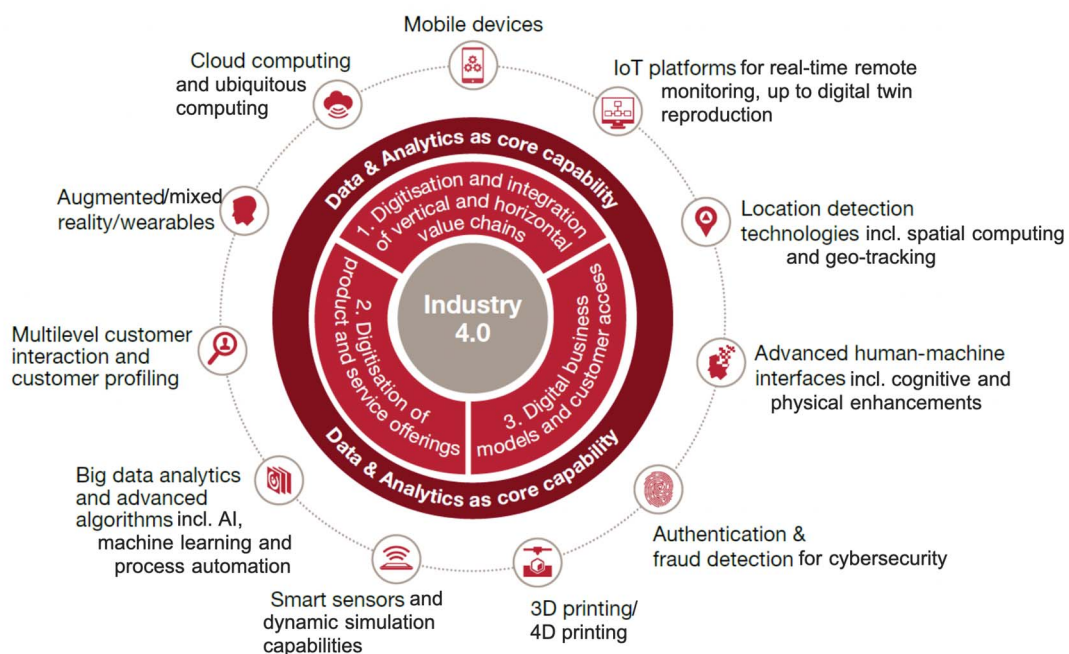 Mobile devices
Cloud computing
and ubiquitous
computing
IoT platforms for real-time remote
monitoring, up to digital twin
reproduction
Augmented/mixed
reality/wearables
Location detection
technologies incl. spatial computing
and geo-tracking
Multilevel customer
interaction and
customer profiling
Advanced human-machine
interfaces incl. cognitive and
physical enhancements
Big data analytics
and advanced
algorithms incl. AI,
machine learning and
process automation
Authentication &
fraud detection for cybersecurity
Smart sensors and
dynamic simulation
capabilities
3D printing/
4D printing
Data & Analytics as core capability
1. Digitisation and integration
of vertical and horizontal
value chains
2. Digitisation of
product and service offerings
3. Digital business
models and customer access
Industry
4.0
Data & Analytics as core capability